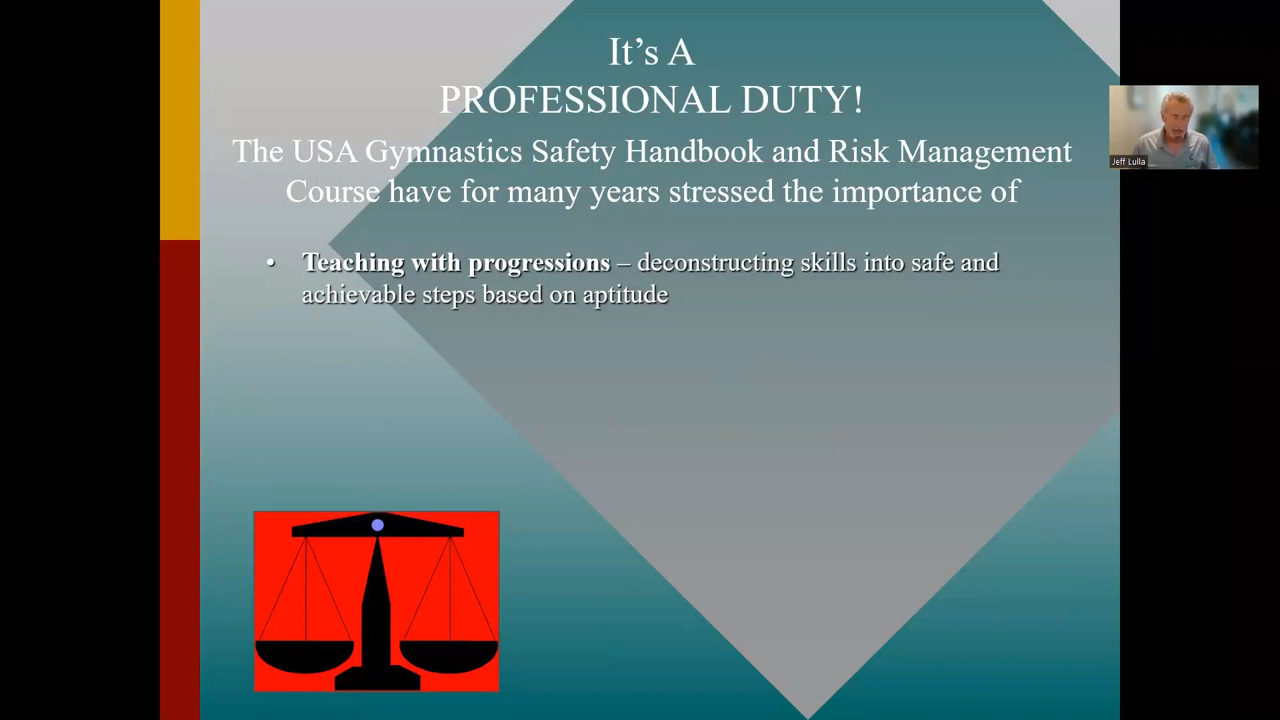 It’s A
PROFESSIONAL DUTY!
The USA Gymnastics Safety Handbook and Risk Management
Course have for many years stressed the importance of
• Teaching with progressions – deconstructing skills into safe and
achievable steps based on aptitude
Jeff Lulla